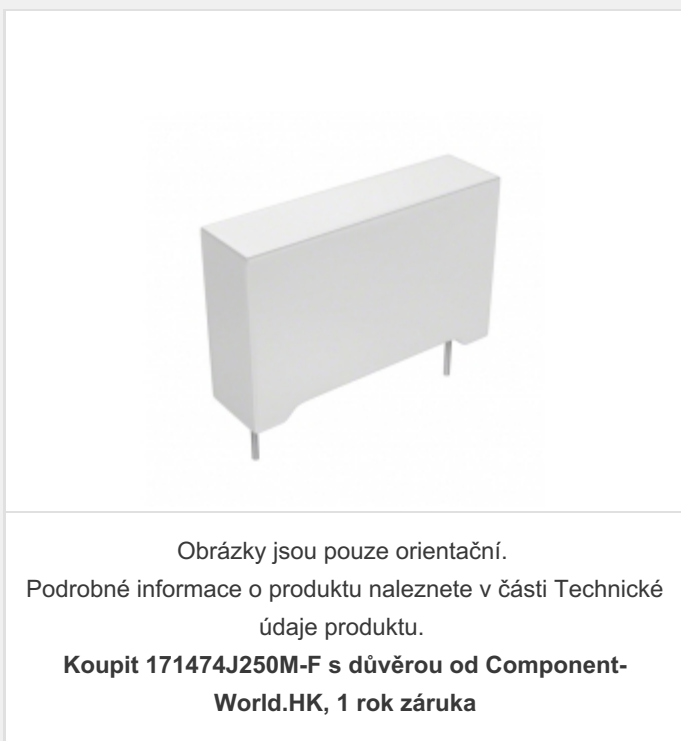 Obrázky jsou pouze orientační.
Podrobné informace o produktu naleznete v části Technické
údaje produktu.
Koupit 171474J250M-F s důvěrou od Component-
World.HK, 1 rok záruka